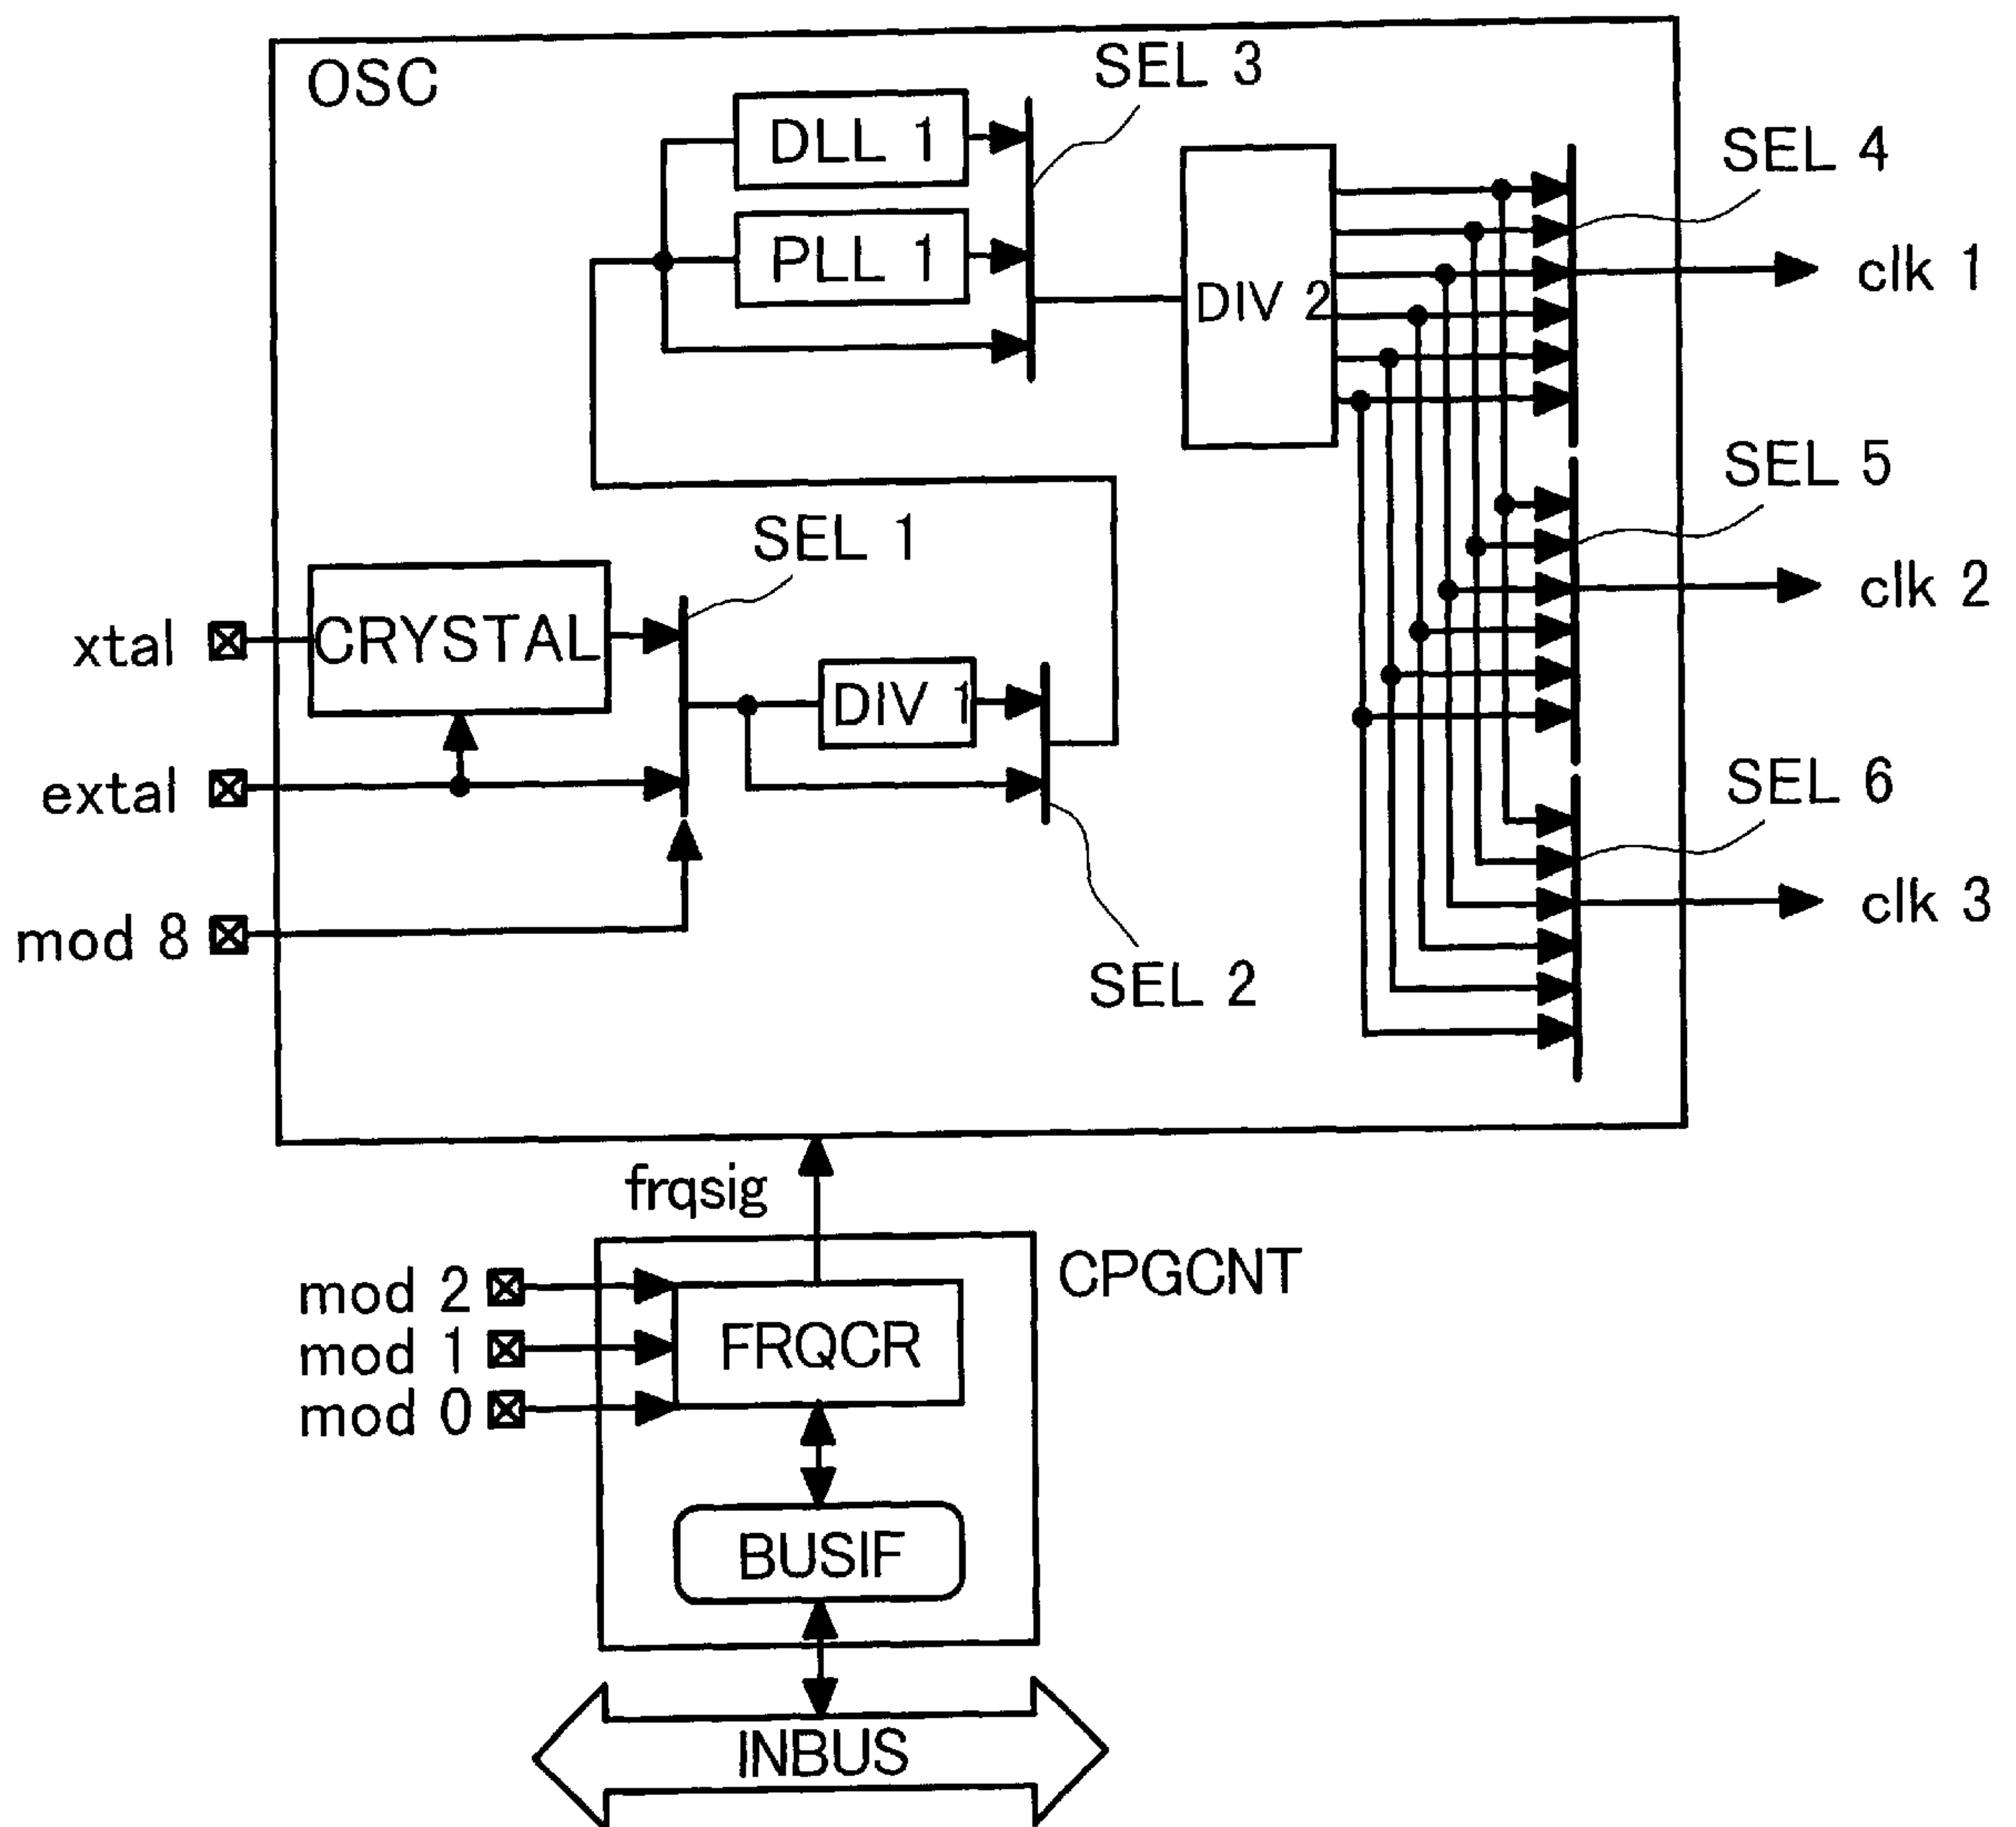 OSC
SEL 3
DLL 1
SEL 4
PLL 1
clk 1
DIV 2
SEL 5
SEL 1
clk 2
CRYSTAL
xtal
DIV 1
extal
SEL 6
clk 3
mod 8
SEL 2
frqsig
CPGCNT
mod 2
FRQCR
mod 1
mod 0
BUSIF
INBUS